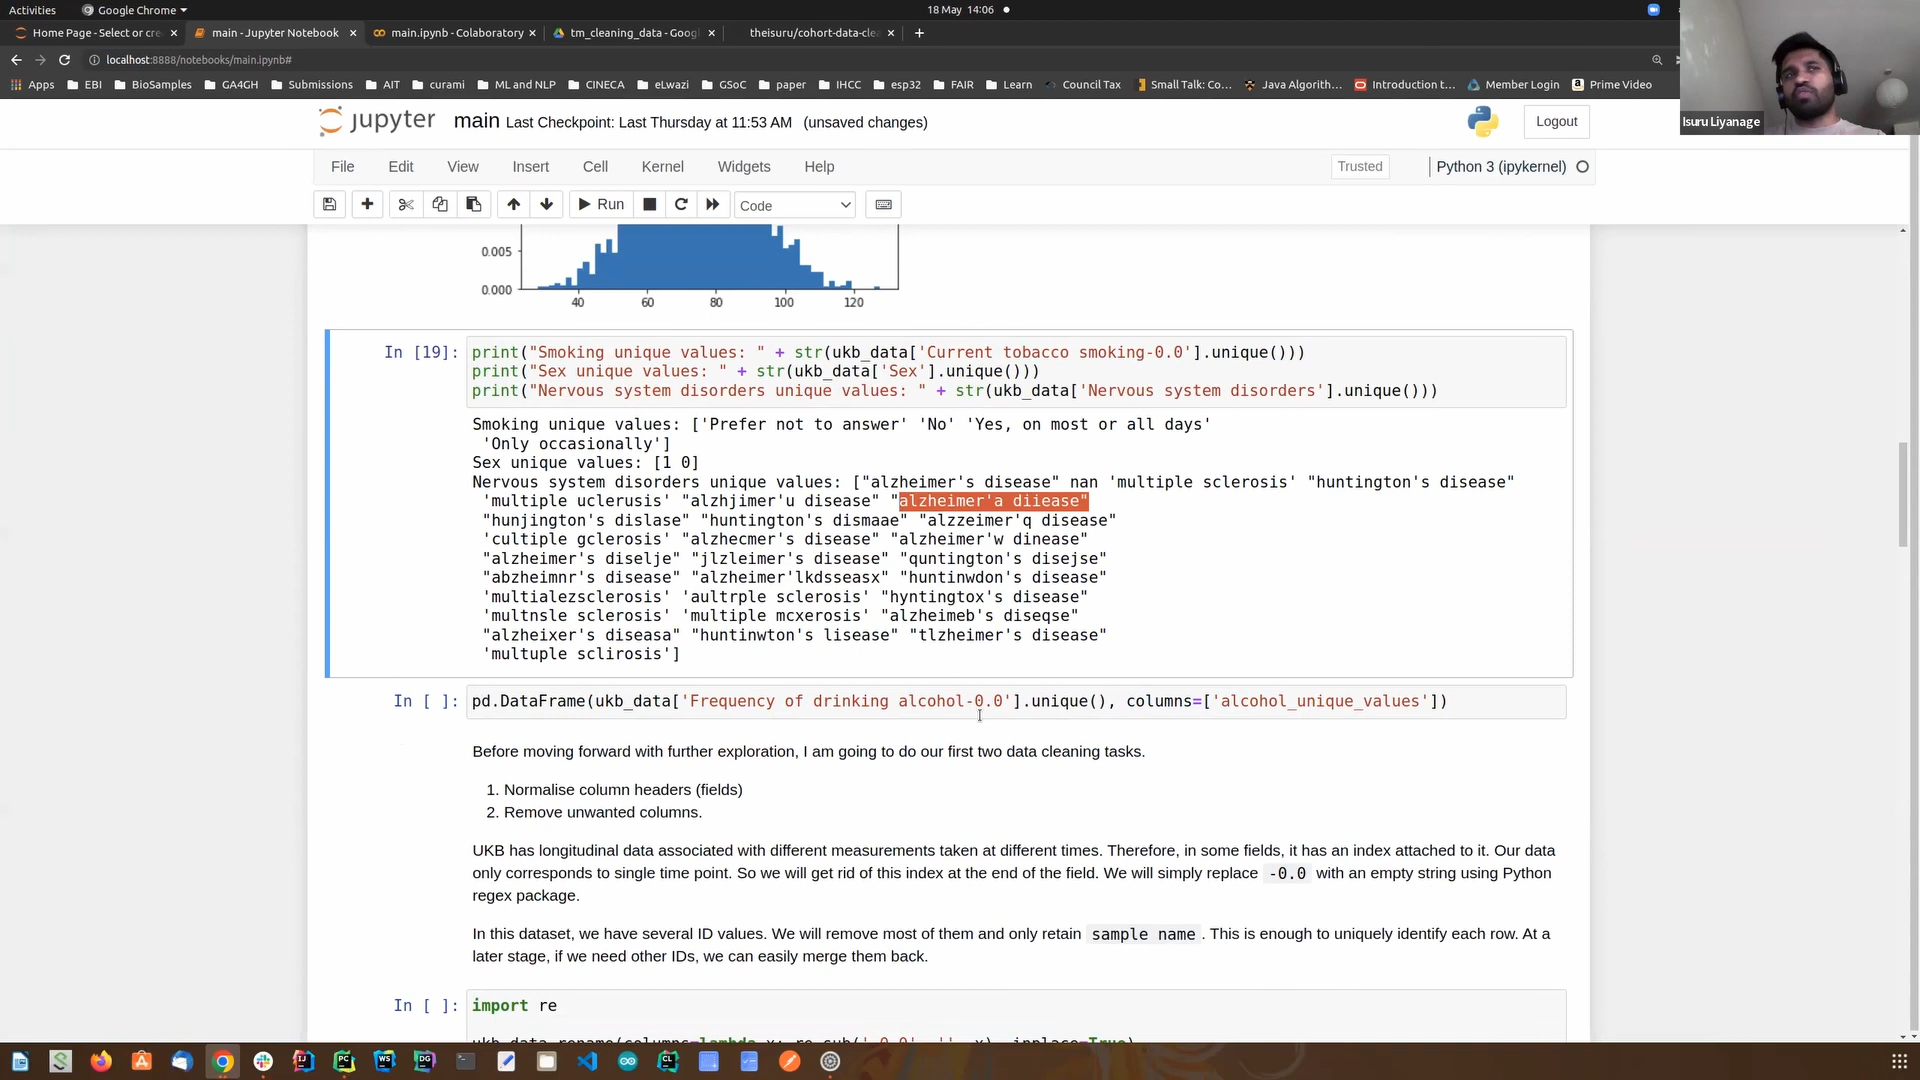 Activities
Google Chrome
18 May 14:06
Home Page - Select or cre
main - Jupyter Notebook
main.ipynb - Colaboratory
tm_cleaning_data - Goog
theisuru/cohort-data-clea
localhost:8888/notebooks/main.ipynb#
Apps
EBI
BioSamples
GA4GH
Submissions
AIT
curami
ML and NLP
CINECA
eLwazi
GSoC
paper
IHCC
esp32
FAIR
Learn
Council Tax
Small Talk: Co...
Java Algorith...
Introduction t...
Member Login
Prime Video
Isuru Liyanage
jupyter main Last Checkpoint: Last Thursday at 11:53 AM (unsaved changes)
Logout
File Edit View Insert Cell Kernel Widgets Help
Trusted
Python 3 (ipykernel)
Run
Code
0.005
0.000
40 60 80 100 120
In [19]: print("Smoking unique values: " + str(ukb_data['Current tobacco smoking-0.0'].unique()))
print("Sex unique values: " + str(ukb_data['Sex'].unique()))
print("Nervous system disorders unique values: " + str(ukb_data['Nervous system disorders'].unique()))
Smoking unique values: ['Prefer not to answer' 'No' 'Yes, on most or all days'
'Only occasionally']
Sex unique values: [1 0]
Nervous system disorders unique values: ["alzheimer's disease" nan 'multiple sclerosis' "huntington's disease"
'multiple uclerusis' "alzhjimer'u disease" "alzheimer'a diiease"
"hunjington's dislase" "huntington's dismaae" "alzzeimer'q disease"
'cultiple gclerosis' "alzhecmer's disease" "alzheimer'w dinease"
"alzheimer's diselje" "jlzleimer's disease" "quntington's disejse"
"abzheimnr's disease" "alzheimer'lkdsseasx" "huntinwdon's disease"
'multialezsclerosis' 'aultrple sclerosis' "hyntingtox's disease"
'multnsle sclerosis' 'multiple mcxerosis' "alzheimeb's diseqse"
"alzheixer's diseasa" "huntinwton's lisease" "tlzheimer's disease"
'multuple sclirosis']
In [ ]: pd.DataFrame(ukb_data['Frequency of drinking alcohol-0.0'].unique(), columns=['alcohol_unique_values'])
Before moving forward with further exploration, I am going to do our first two data cleaning tasks.
1. Normalise column headers (fields)
2. Remove unwanted columns.
UKB has longitudinal data associated with different measurements taken at different times. Therefore, in some fields, it has an index attached to it. Our data
only corresponds to single time point. So we will get rid of this index at the end of the field. We will simply replace -0.0 with an empty string using Python
regex package.
In this dataset, we have several ID values. We will remove most of them and only retain sample name . This is enough to uniquely identify each row. At a
later stage, if we need other IDs, we can easily merge them back.
In [ ]: import re
ukb_data.rename(columns=lambda x: re.sub('-0.0', '', x), inplace=True)